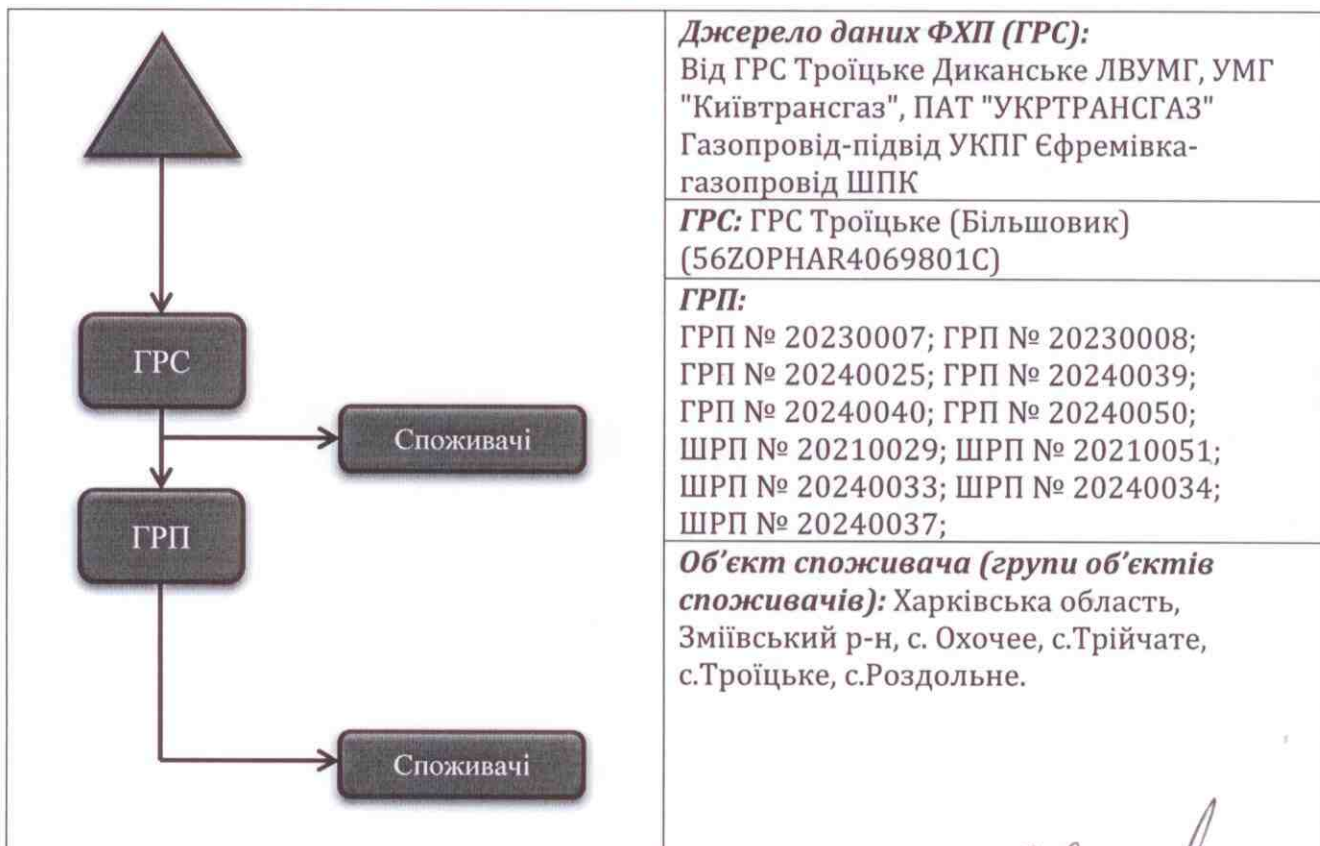 ГРС
Споживачі
ГРП
Споживачі
Джерело даних ФХП (ГРС):
Від ГРС Троїцьке Диканське ЛВУМГ, УМГ
"Київтрансгаз", ПАТ "УКРТРАНСГАЗ"
Газопровід-підвід УКПГ Єфремівка-
газопровід ШПК
ГРС: ГРС Троїцьке (Більшовик)
(56ZOPHAR4069801C)
ГРП:
ГРП № 20230007; ГРП № 20230008;
ГРП № 20240025; ГРП № 20240039;
ГРП № 20240040; ГРП № 20240050;
ШРП № 20210029; ШРП № 20210051;
ШРП № 20240033; ШРП № 20240034;
ШРП № 20240037;
Об'єкт споживача (групи об'єктів
споживачів): Харківська область,
Зміївський р-н, с. Охочее, с.Трійчате,
с.Троїцьке, с.Роздольне.